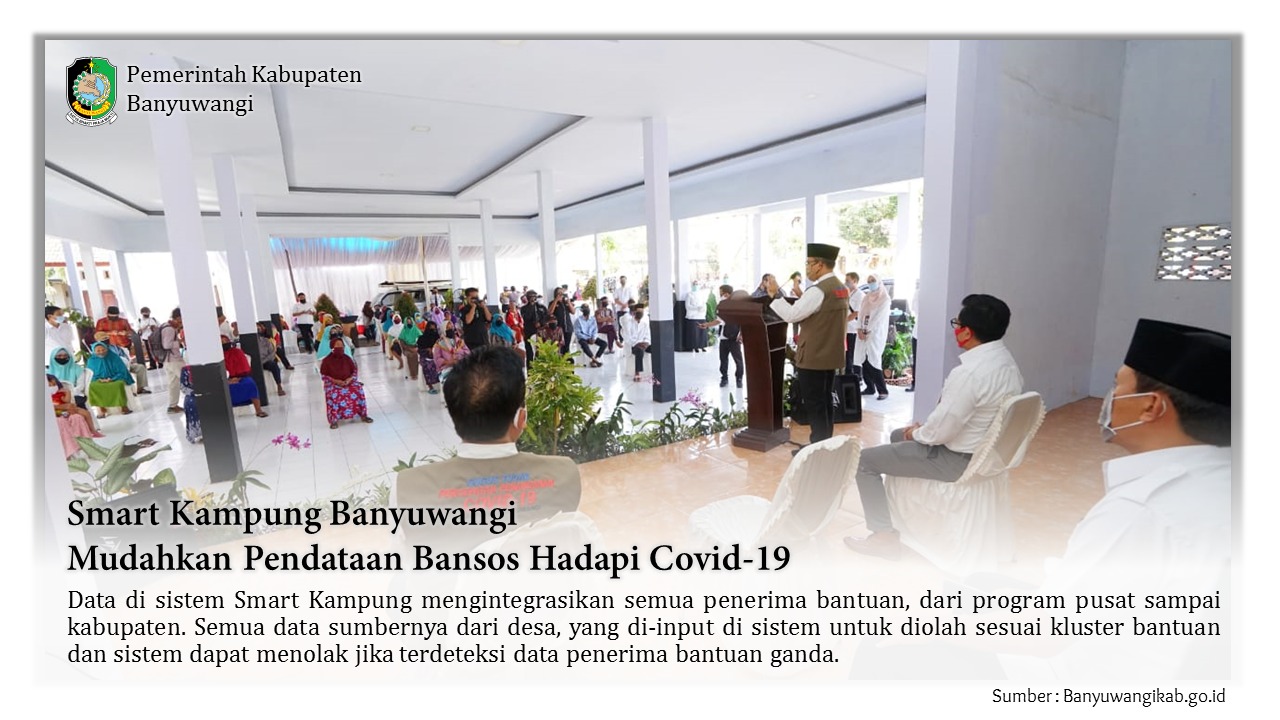 Pemerintah Kabupaten
Banyuwangi
Smart Kampung Banyuwangi
Mudahkan Pendataan Bansos Hadapi Covid-19
Data di sistem Smart Kampung mengintegrasikan semua penerima bantuan, dari program pusat sampai
kabupaten. Semua data sumbernya dari desa, yang di-input di sistem untuk diolah sesuai kluster bantuan
dan sistem dapat menolak jika terdeteksi data penerima bantuan ganda.
Sumber : Banyuwangikab.go.id